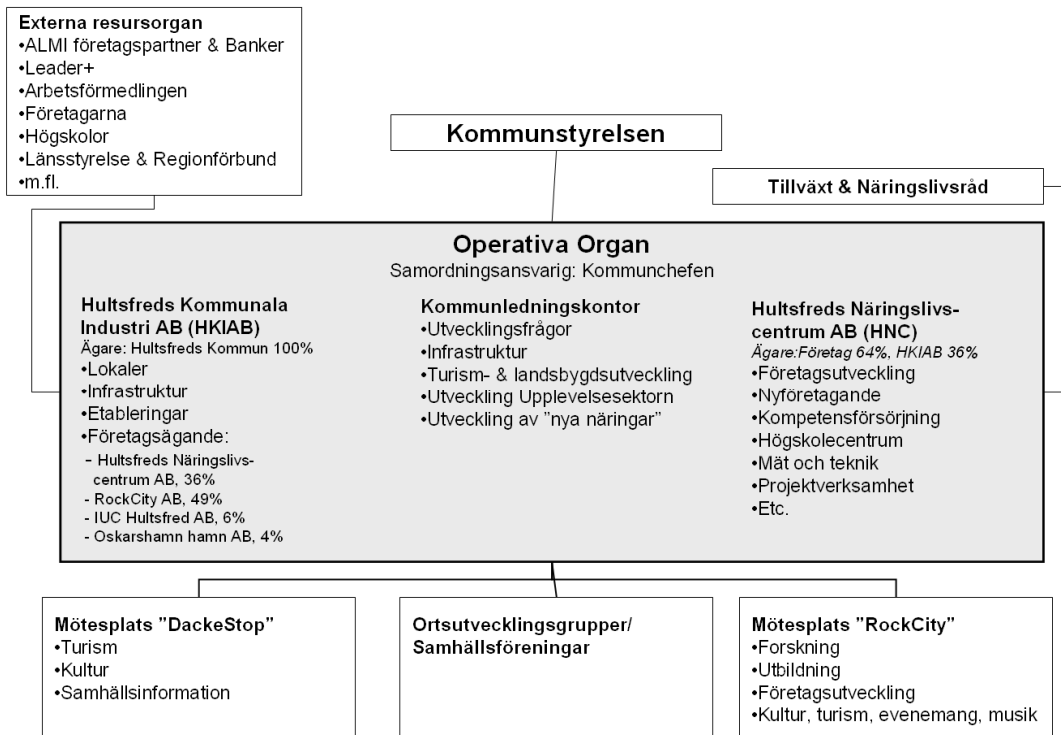 Externa resursorgan
•ALMI företagspartner & Banker
•Leader+
•Arbetsförmedlingen
•Företagarna
•Högskolor
•Länsstyrelse & Regionförbund
•m.fl.
Kommunstyrelsen
Tillväxt & Näringslivsråd
Operativa Organ
Samordningsansvarig: Kommunchefen
Hultsfreds Kommunala
Industri AB (HKIAB)
Ägare: Hultsfreds Kommun 100%
•Lokaler
•Infrastruktur
•Etableringar
•Företagsägande:
- Hultsfreds Näringslivs-
centrum AB, 36%
- RockCity AB, 49%
- IUC Hultsfred AB, 6%
- Oskarshamn hamn AB, 4%
Kommunledningskontor
•Utvecklingsfrågor
•Infrastruktur
•Turism- & landsbygdsutveckling
•Utveckling Upplevelsesektorn
•Utveckling av ”nya näringar”
Hultsfreds Näringslivs-
centrum AB (HNC)
Ägare:Företag 64%, HKIAB 36%
•Företagsutveckling
•Nyföretagande
•Kompetensförsörjning
•Högskolecentrum
•Mät och teknik
•Projektverksamhet
•Etc.
Mötesplats ”DackeStop”
•Turism
•Kultur
•Samhällsinformation
Ortsutvecklingsgrupper/
Samhällsföreningar
Mötesplats ”RockCity”
•Forskning
•Utbildning
•Företagsutveckling
•Kultur, turism, evenemang, musik